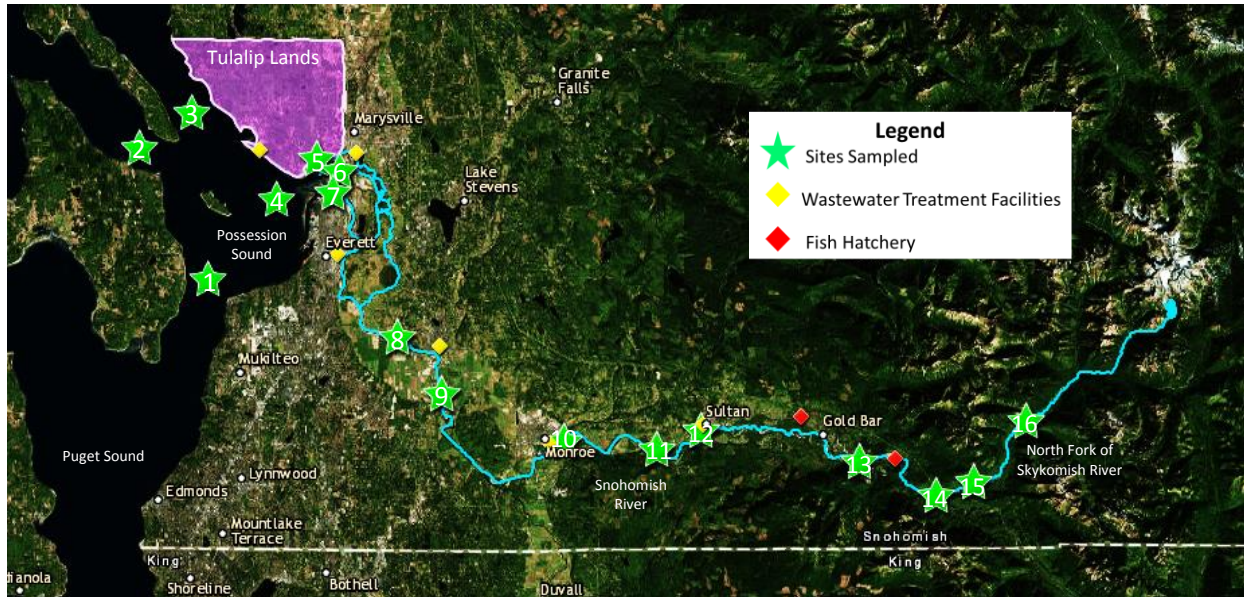 Tulalip Lands
Granite
Falls
Marysville
Legend
Sites Sampled
Wastewater Treatment Facilities
Fish Hatchery
3
2
5
6
7
4
Lake
Stevens
Possession
Sound
Everett
1
8
Mukilteo
9
Sultan
Gold Bar
10
Monroe
11
12
13
14
15
16
North Fork of
Skykomish River
Puget Sound
Snohomish
River
Lynnwood
Edmonds
Mountlake
Terrace
Snohomish
King
King
Shoreline
Bothell
Duvall
dianola